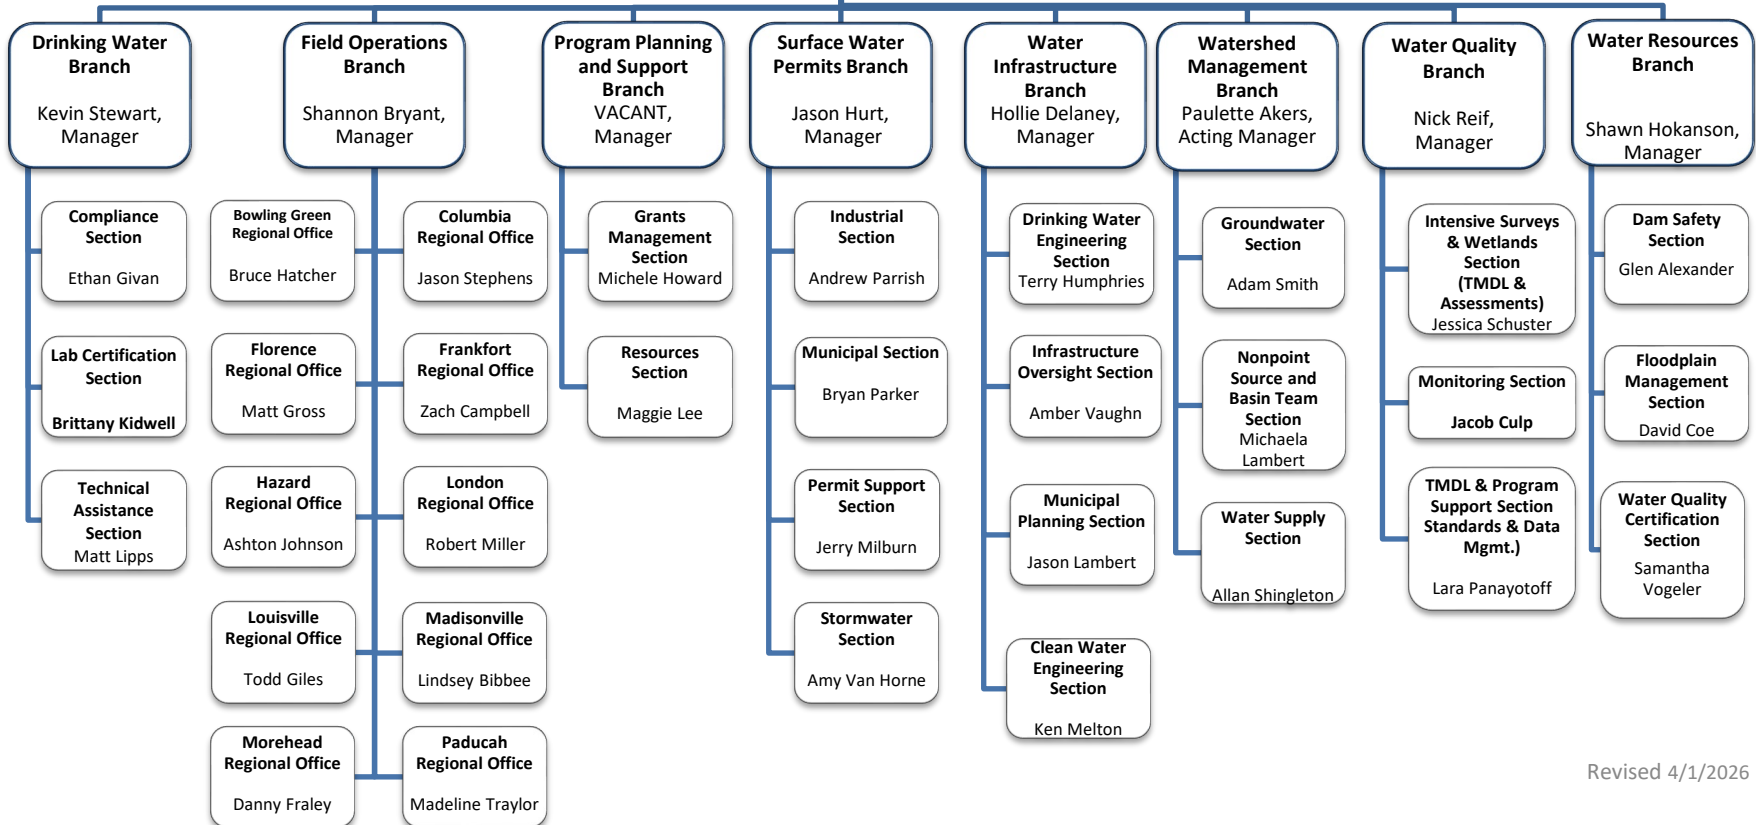 Drinking Water
Branch
Kevin Stewart,
Manager
Field Operations
Branch
Shannon Bryant,
Manager
Program Planning
and Support
Branch
VACANT,
Manager
Surface Water
Permits Branch
Jason Hurt,
Manager
Water
Infrastructure
Branch
Hollie Delaney,
Manager
Watershed
Management
Branch
Paulette Akers,
Acting Manager
Water Quality
Branch
Nick Reif,
Manager
Water Resources
Branch
Shawn Hokanson,
Manager
Compliance
Section
Ethan Givan
Lab Certification
Section
Brittany Kidwell
Technical
Assistance
Section
Matt Lipps
Bowling Green
Regional Office
Bruce Hatcher
Columbia
Regional Office
Jason Stephens
Florence
Regional Office
Matt Gross
Frankfort
Regional Office
Zach Campbell
Hazard
Regional Office
Ashton Johnson
London
Regional Office
Robert Miller
Louisville
Regional Office
Todd Giles
Madisonville
Regional Office
Lindsey Bibbee
Morehead
Regional Office
Danny Fraley
Paducah
Regional Office
Madeline Traylor
Grants
Management
Section
Michele Howard
Resources
Section
Maggie Lee
Industrial
Section
Andrew Parrish
Municipal Section
Bryan Parker
Permit Support
Section
Jerry Milburn
Stormwater
Section
Amy Van Horne
Drinking Water
Engineering
Section
Terry Humphries
Infrastructure
Oversight Section
Amber Vaughn
Municipal
Planning Section
Jason Lambert
Clean Water
Engineering
Section
Ken Melton
Groundwater
Section
Adam Smith
Nonpoint
Source and
Basin Team
Section
Michaela
Lambert
Water Supply
Section
Allan Shingleton
Intensive Surveys
& Wetlands
Section
(TMDL &
Assessments)
Jessica Schuster
Monitoring Section
Jacob Culp
TMDL & Program
Support Section
Standards & Data
Mgmt.)
Lara Panayotoff
Dam Safety
Section
Glen Alexander
Floodplain
Management
Section
David Coe
Water Quality
Certification
Section
Samantha
Vogeler
Revised 4/1/2026